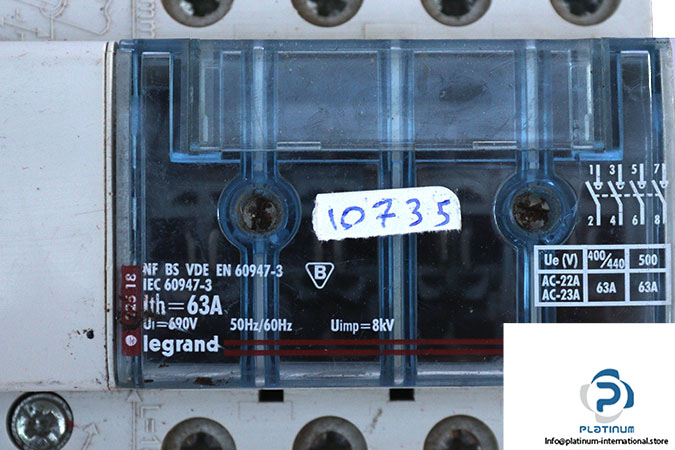 10735
1 3 5 7
2 4 6 8
NF BS VDE EN 60947-3
IEC 60947-3
Ith=63A
Ui=690V 50Hz/60Hz Uimp=8kV
B
legrand
Ue (V) 400/440 500
AC-22A
AC-23A 63A 63A
PLATINUM
Info@platinum-international.store